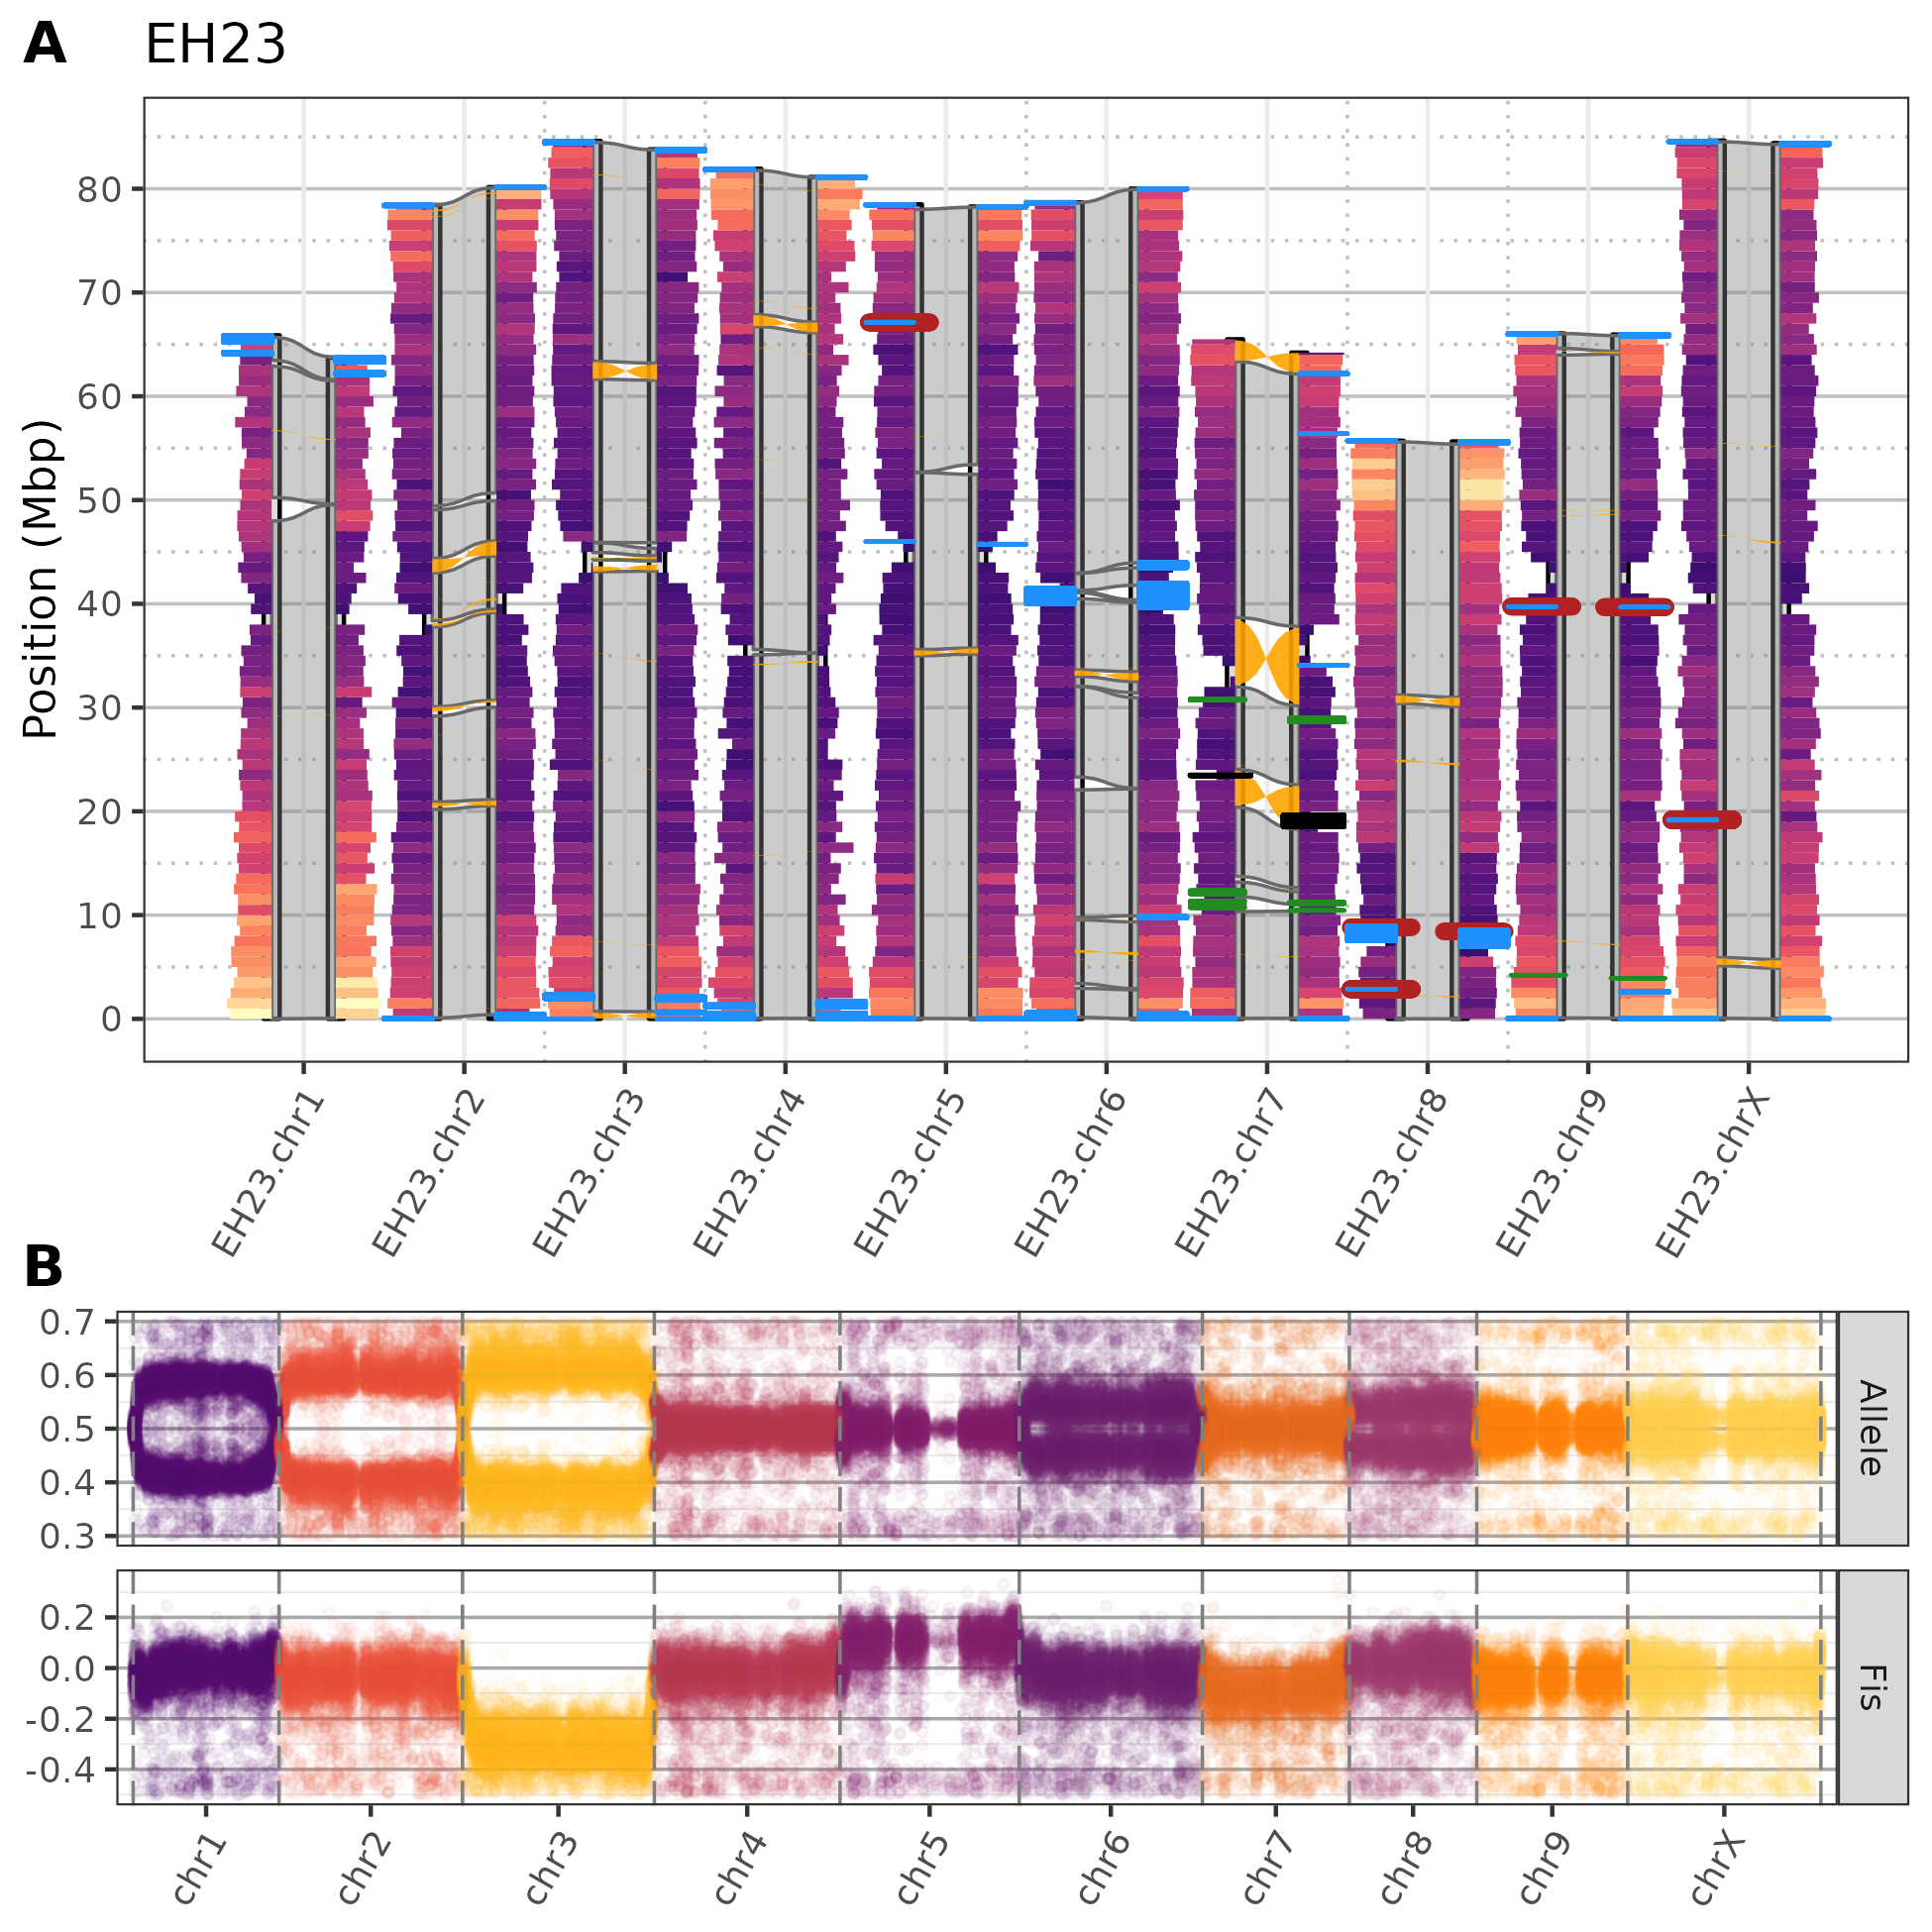 A EH23
Position (Mbp)
80
70
60
50
40
30
20
10
0
EH23.chr1 EH23.chr2 EH23.chr3 EH23.chr4 EH23.chr5 EH23.chr6 EH23.chr7 EH23.chr8 EH23.chr9 EH23.chrX
B
0.7
0.6
0.5
0.4
0.3
Allele
0.2
0.0
-0.2
-0.4
Fis
chr1 chr2 chr3 chr4 chr5 chr6 chr7 chr8 chr9 chrX